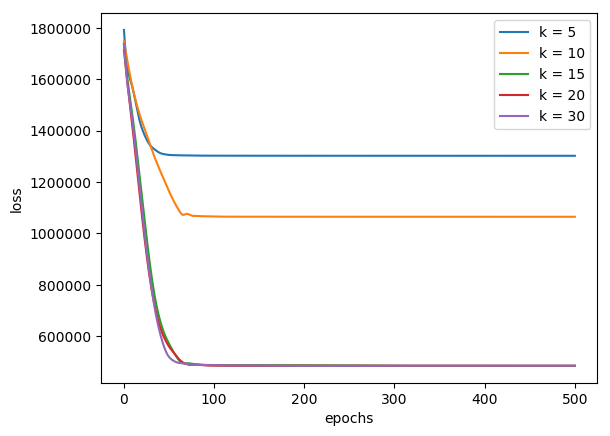 1800000
1600000
1400000
1200000
1000000
800000
600000
loss
0
100
200
300
400
500
epochs
k = 5
k = 10
k = 15
k = 20
k = 30